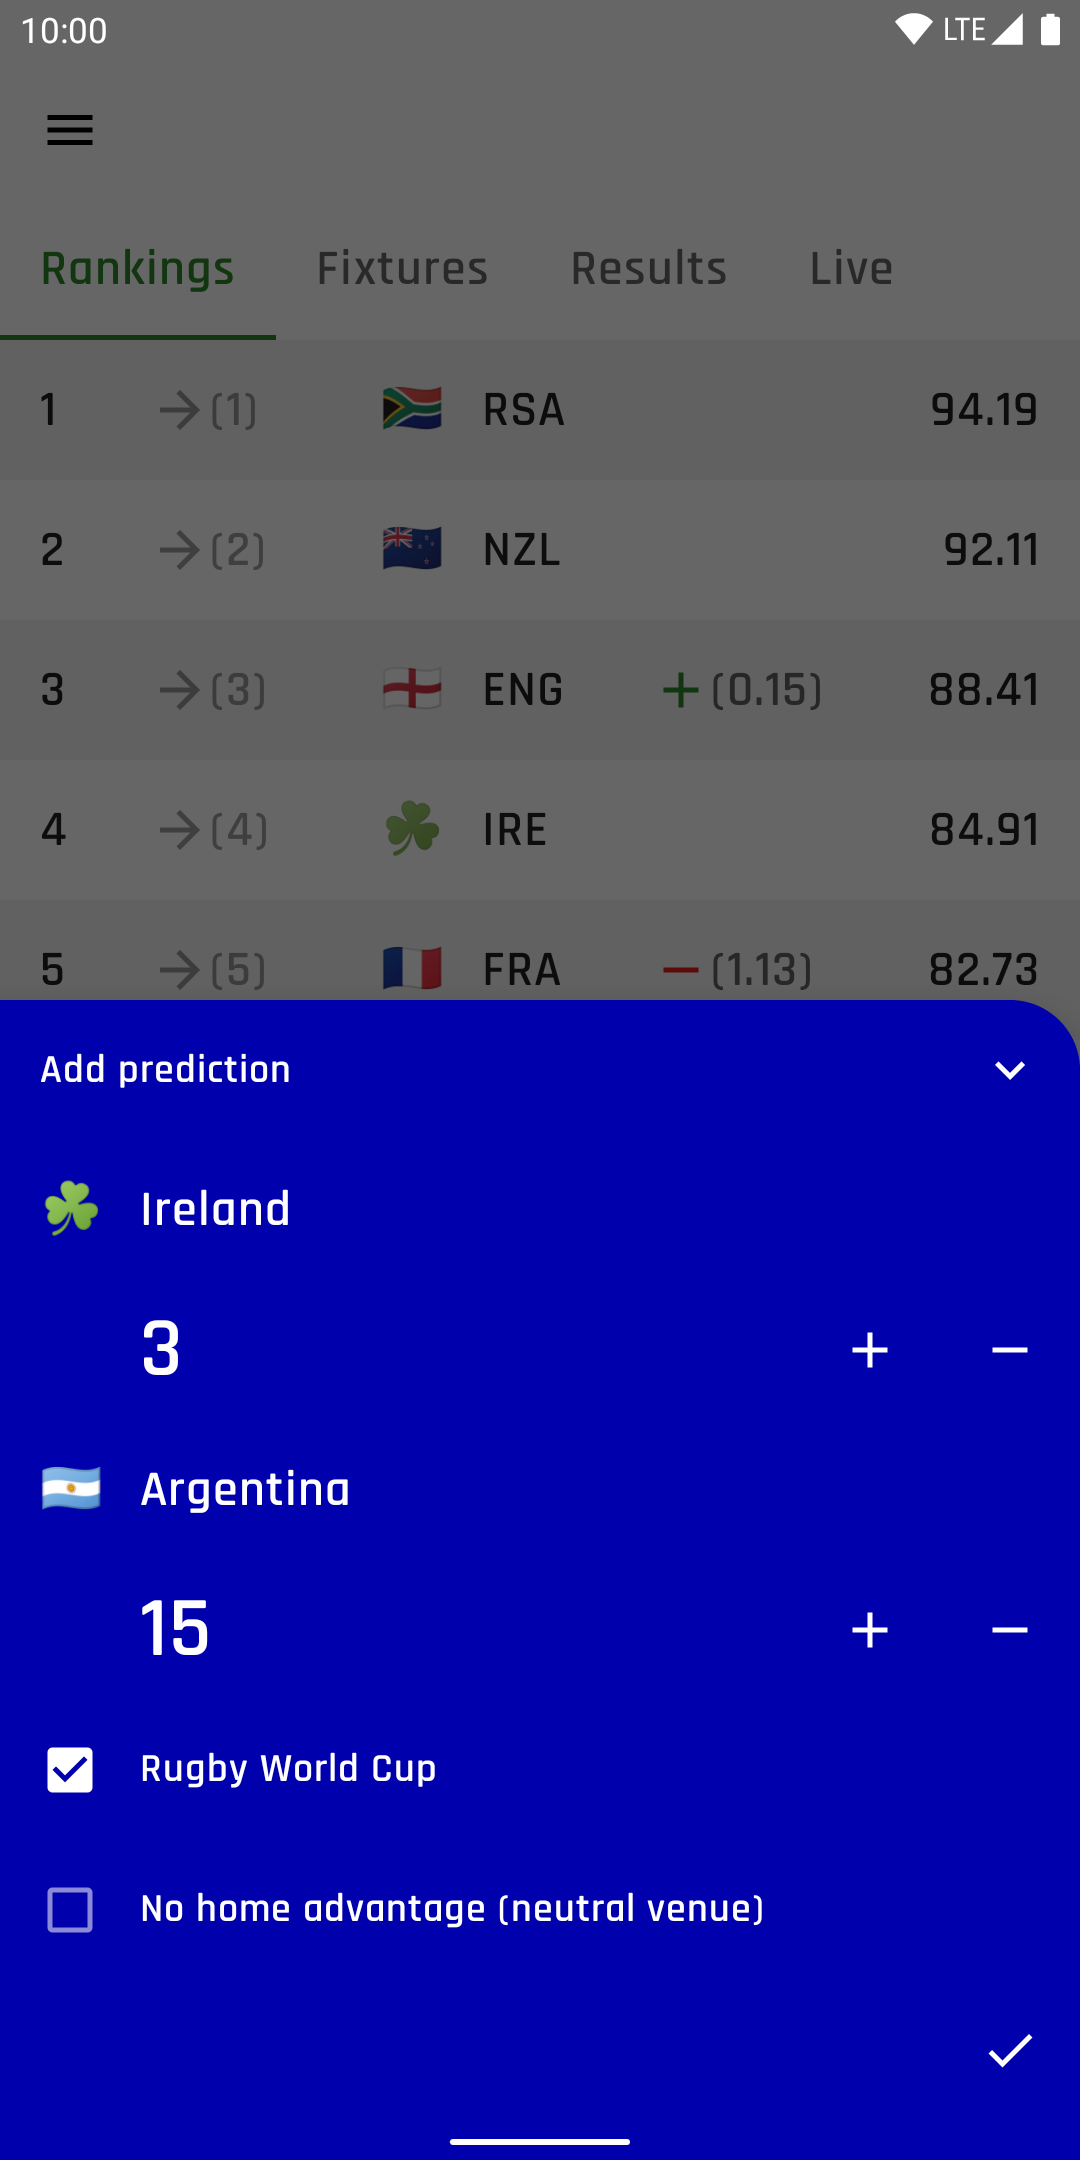 10:00 LTE
Rankings Fixtures Results Live
1 (1) RSA 94.19
2 (2) NZL 92.11
3 (3) ENG +(0.15) 88.41
4 (4) IRE 84.91
5 (5) FRA −(1.13) 82.73
Add prediction
Ireland
3 + −
Argentina
15 + −
Rugby World Cup
No home advantage (neutral venue)